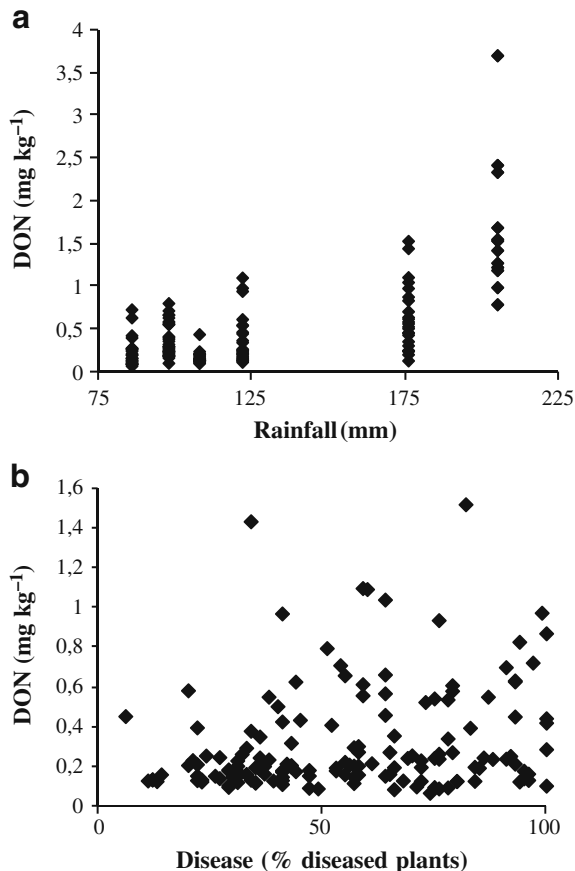 a
4
3,5
3
2,5
2
1,5
1
0,5
0
DON (mg kg⁻¹)
75 125 175 225
Rainfall (mm)
b
1,6
1,4
1,2
1
0,8
0,6
0,4
0,2
0
DON (mg kg⁻¹)
0 50 100
Disease (% diseased plants)